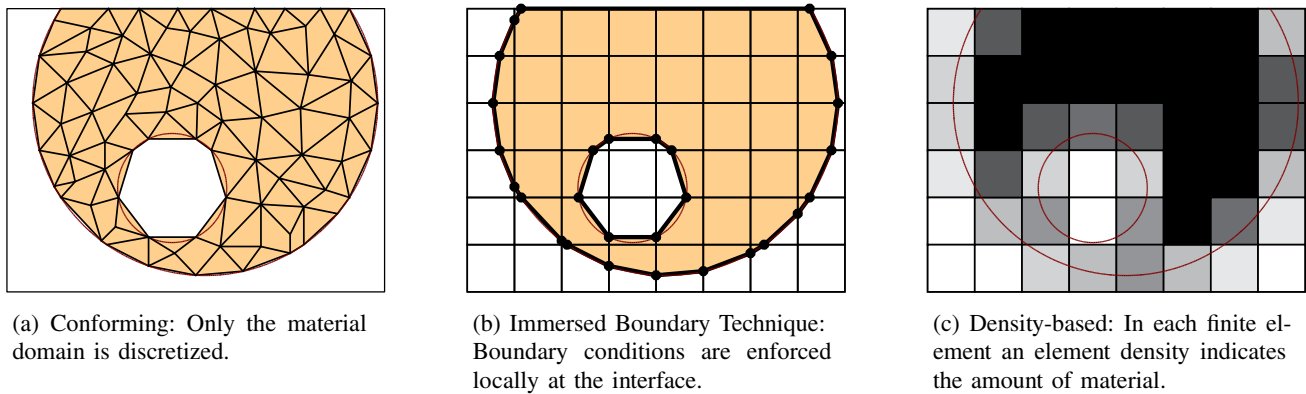 (a) Conforming: Only the material
domain is discretized.
(b) Immersed Boundary Technique:
Boundary conditions are enforced
locally at the interface.
(c) Density-based: In each finite el-
ement an element density indicates
the amount of material.